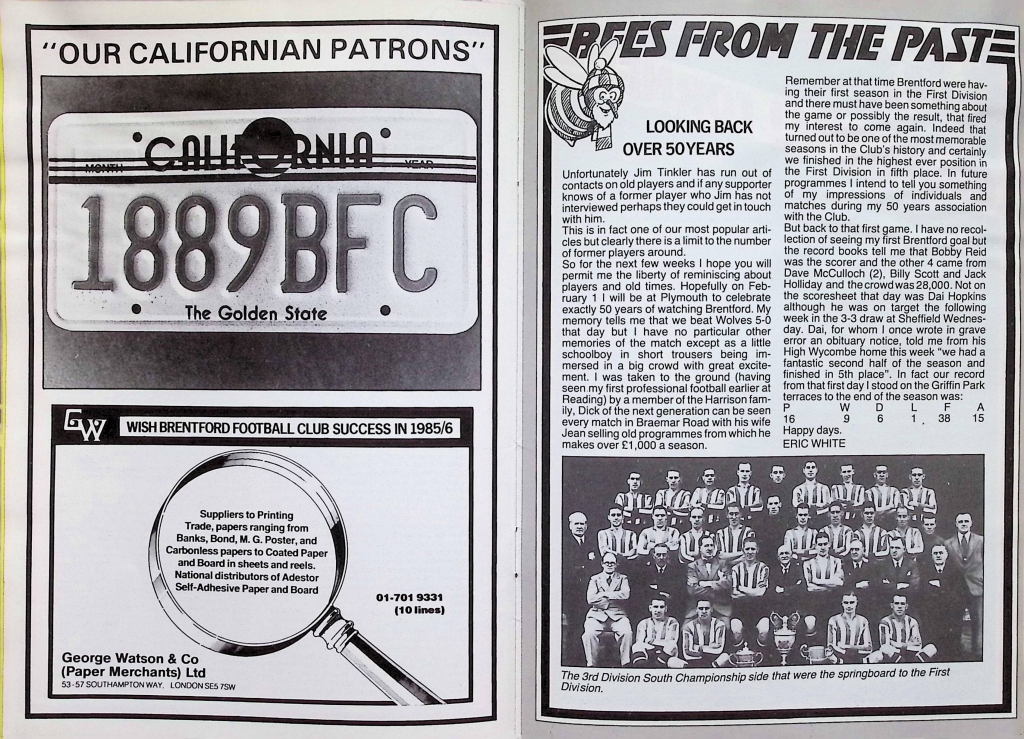 "OUR CALIFORNIAN PATRONS"
CALIFORNIA
MONTH
YEAR
1889BFC
The Golden State
GW
WISH BRENTFORD FOOTBALL CLUB SUCCESS IN 1985/6
Suppliers to Printing
Trade, papers ranging from
Banks, Bond, M. G. Poster, and
Carbonless papers to Coated Paper
and Board in sheets and reels.
National distributors of Adestor
Self-Adhesive Paper and Board
01-701 9331
(10 lines)
George Watson & Co
(Paper Merchants) Ltd
53-57 SOUTHAMPTON WAY. LONDON SE5 7SW
BEES FROM THE PAST
LOOKING BACK
OVER 50 YEARS
Unfortunately Jim Tinkler has run out of
contacts on old players and if any supporter
knows of a former player who Jim has not
interviewed perhaps they could get in touch
with him.
This is in fact one of our most popular arti-
cles but clearly there is a limit to the number
of former players around.
So for the next few weeks I hope you will
permit me the liberty of reminiscing about
players and old times. Hopefully on Feb-
ruary 1 I will be at Plymouth to celebrate
exactly 50 years of watching Brentford. My
memory tells me that we beat Wolves 5-0
that day but I have no particular other
memories of the match except as a little
schoolboy in short trousers being im-
mersed in a big crowd with great excite-
ment. I was taken to the ground (having
seen my first professional football earlier at
Reading) by a member of the Harrison fam-
ily, Dick of the next generation can be seen
every match in Braemar Road with his wife
Jean selling old programmes from which he
makes over £1,000 a season.
Remember at that time Brentford were hav-
ing their first season in the First Division
and there must have been something about
the game or possibly the result, that fired
my interest to come again. Indeed that
turned out to be one of the most memorable
seasons in the Club's history and certainly
we finished in the highest ever position in
the First Division in fifth place. In future
programmes I intend to tell you something
of my impressions of individuals and
matches during my 50 years association
with the Club.
But back to that first game. I have no recol-
lection of seeing my first Brentford goal but
the record books tell me that Bobby Reid
was the scorer and the other 4 came from
Dave McCulloch (2), Billy Scott and Jack
Holliday and the crowd was 28,000. Not on
the scoresheet that day was Dai Hopkins
although he was on target the following
week in the 3-3 draw at Sheffield Wednes-
day. Dai, for whom I once wrote in grave
error an obituary notice, told me from his
High Wycombe home this week "we had a
fantastic second half of the season and
finished in 5th place". In fact our record
from that first day I stood on the Griffin Park
terraces to the end of the season was:
P W D L F A
16 9 6 1 38 15
Happy days.
ERIC WHITE
The 3rd Division South Championship side that were the springboard to the First
Division.